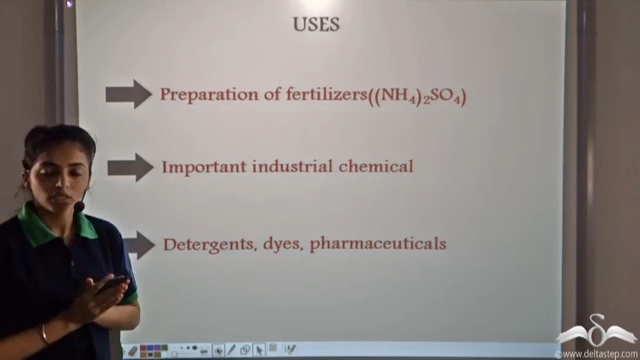 USES
Preparation of fertilizers((NH₄)₂SO₄)
Important industrial chemical
Detergents, dyes, pharmaceuticals
©www.deltastep.com